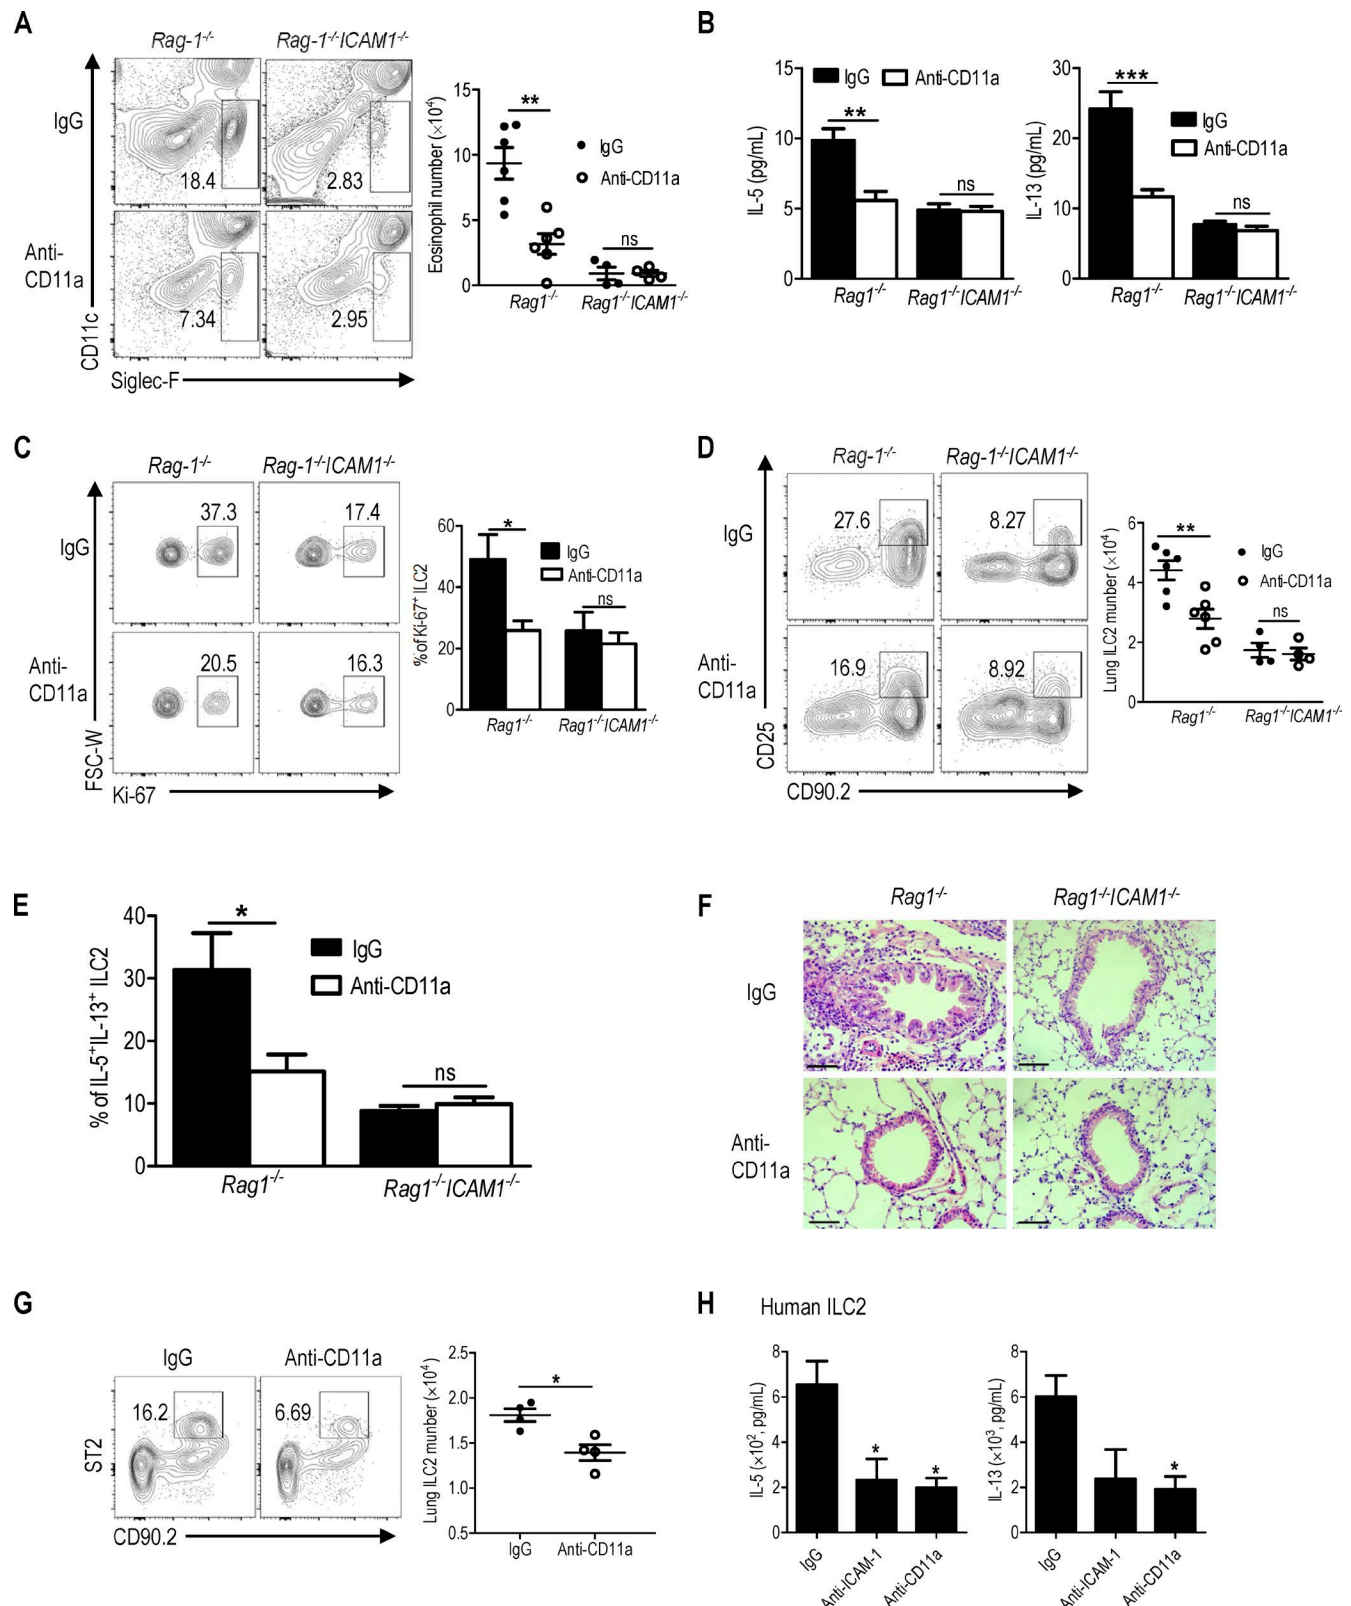 A
Rag-1-/-
Rag-1-/-ICAM1-/-
IgG
18.4
2.83
Anti-
CD11a
7.34
2.95
CD11c
Siglec-F
Eosinophil number (×10⁴)
15
10
5
0
**
ns
IgG
Anti-CD11a
Rag1-/-
Rag1-/-ICAM1-/-
B
IL-5 (pg/mL)
15
10
5
0
IgG
Anti-CD11a
**
ns
Rag1-/-
Rag1-/-ICAM1-/-
IL-13 (pg/mL)
30
20
10
0
***
IgG
Anti-CD11a
ns
Rag1-/-
Rag1-/-ICAM1-/-
C
Rag-1-/-
Rag-1-/-ICAM1-/-
IgG
37.3
17.4
Anti-
CD11a
20.5
16.3
FSC-W
Ki-67
% of Ki-67⁺ ILC2
60
40
20
0
*
IgG
Anti-CD11a
ns
Rag1-/-
Rag1-/-ICAM1-/-
D
Rag-1-/-
Rag-1-/-ICAM1-/-
IgG
27.6
8.27
Anti-
CD11a
16.9
8.92
CD25
CD90.2
Lung ILC2 munber (×10⁴)
6
4
2
0
**
IgG
Anti-CD11a
ns
Rag1-/-
Rag1-/-ICAM1-/-
E
% of IL-5⁺IL-13⁺ ILC2
40
30
20
10
0
*
IgG
Anti-CD11a
ns
Rag1-/-
Rag1-/-ICAM1-/-
F
Rag1-/-
Rag1-/-ICAM1-/-
IgG
Anti-
CD11a
G
IgG
Anti-CD11a
16.2
6.69
ST2
CD90.2
Lung ILC2 munber (×10⁴)
2.5
2.0
1.5
1.0
0.5
*
IgG
Anti-CD11a
H
Human ILC2
IL-5 (×10², pg/mL)
8
6
4
2
0
*
*
IgG
Anti-ICAM-1
Anti-CD11a
IL-13 (×10³, pg/mL)
8
6
4
2
0
*
IgG
Anti-ICAM-1
Anti-CD11a